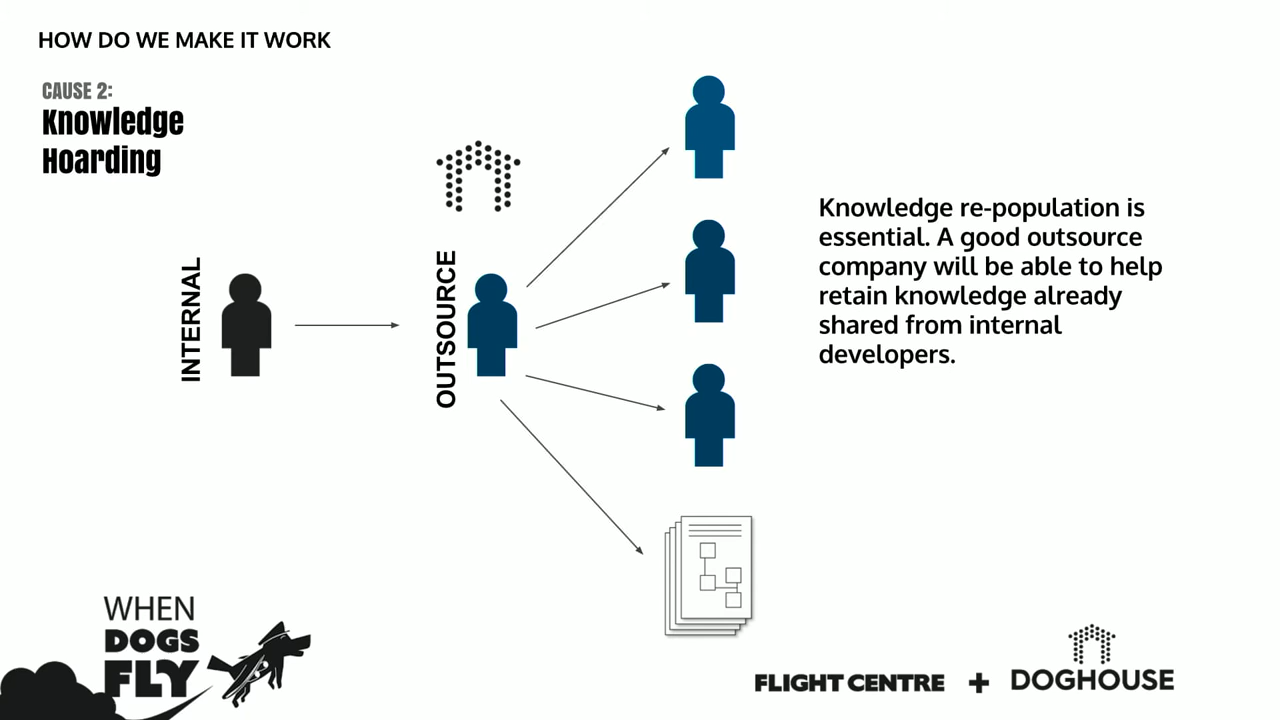 HOW DO WE MAKE IT WORK
CAUSE 2:
Knowledge
Hoarding
INTERNAL
OUTSOURCE
Knowledge re-population is
essential. A good outsource
company will be able to help
retain knowledge already
shared from internal
developers.
WHEN
DOGS
FLY
FLIGHT CENTRE + DOGHOUSE